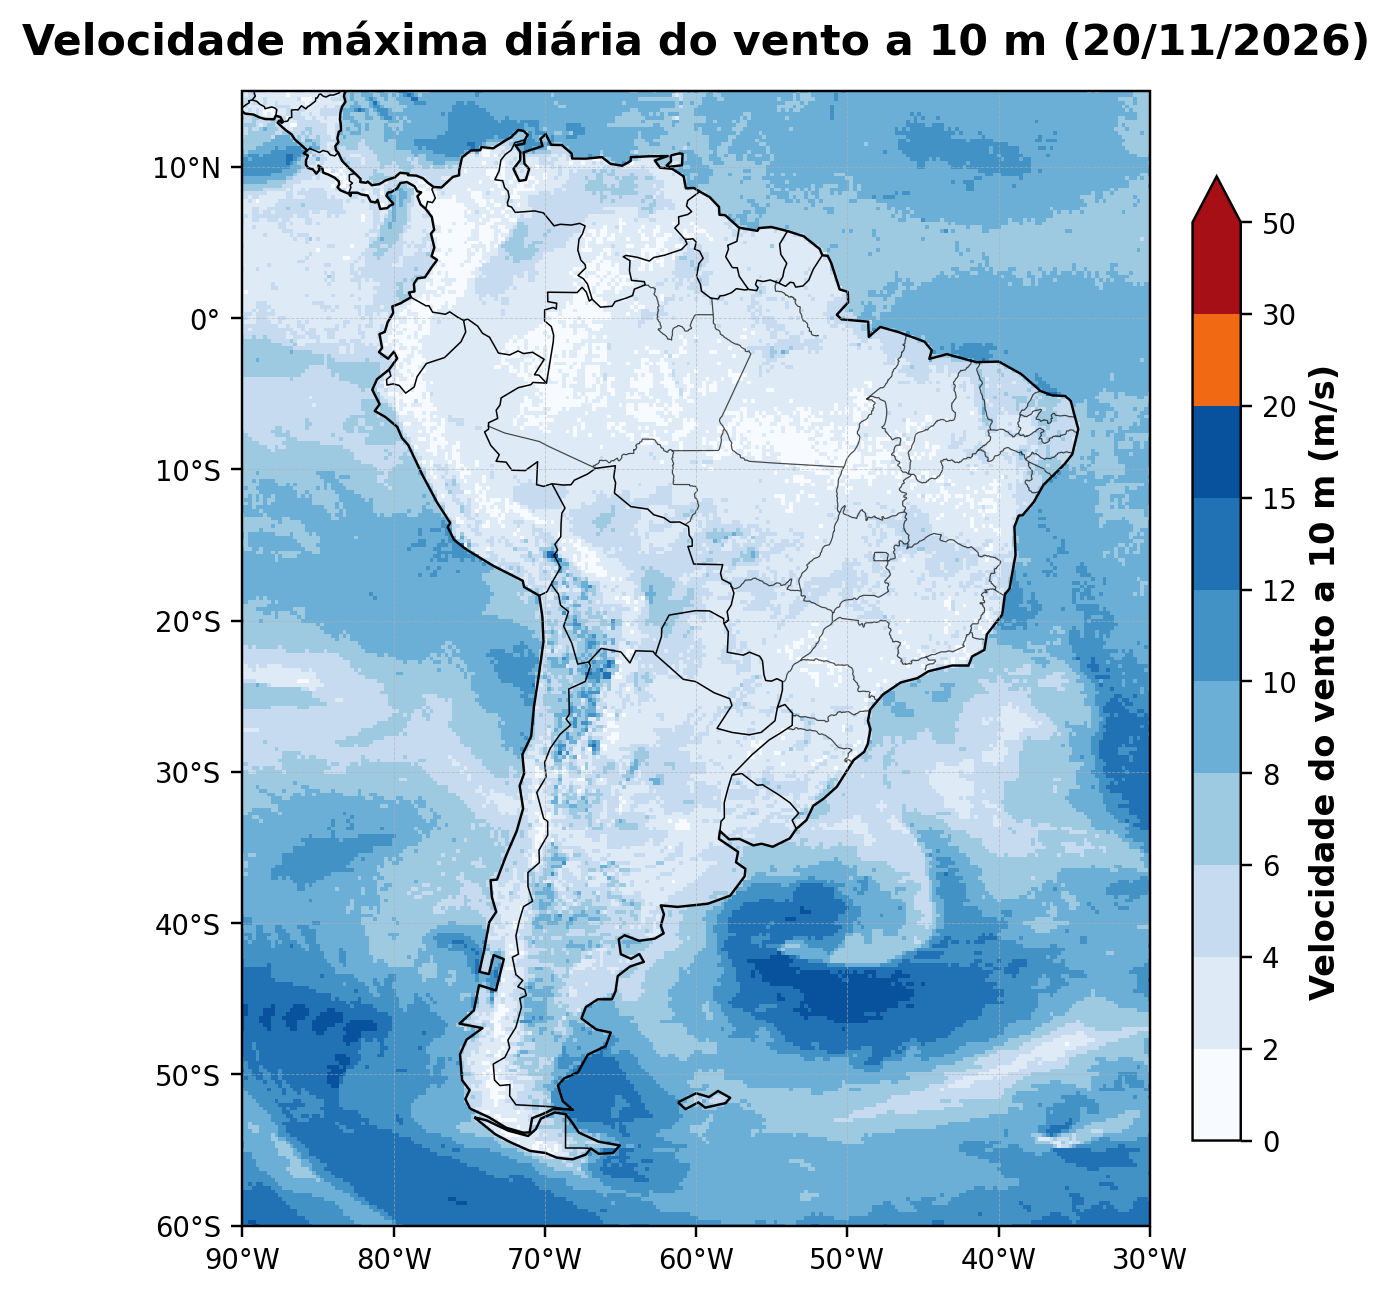 Velocidade máxima diária do vento a 10 m (20/11/2026)
10°N
0°
10°S
20°S
30°S
40°S
50°S
60°S
90°W
80°W
70°W
60°W
50°W
40°W
30°W
50
30
20
15
12
10
8
6
4
2
0
Velocidade do vento a 10 m (m/s)